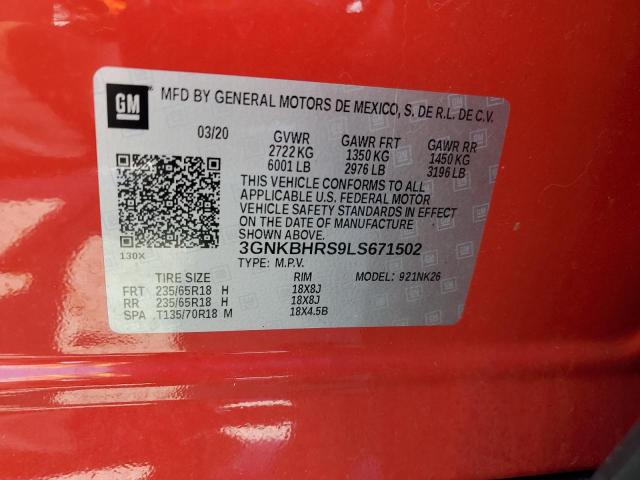 GM MFD BY GENERAL MOTORS DE MEXICO, S. DE R.L. DE C.V.
03/20 GVWR GAWR FRT GAWR RR
2722 KG 1350 KG 1450 KG
6001 LB 2976 LB 3196 LB
THIS VEHICLE CONFORMS TO ALL
APPLICABLE U.S. FEDERAL MOTOR
VEHICLE SAFETY STANDARDS IN EFFECT
ON THE DATE OF MANUFACTURE
SHOWN ABOVE.
3GNKBHRS9LS671502
130X TYPE: M.P.V.
TIRE SIZE RIM MODEL: 921NK26
FRT 235/65R18 H 18X8J
RR 235/65R18 H 18X8J
SPA T135/70R18 M 18X4.5B